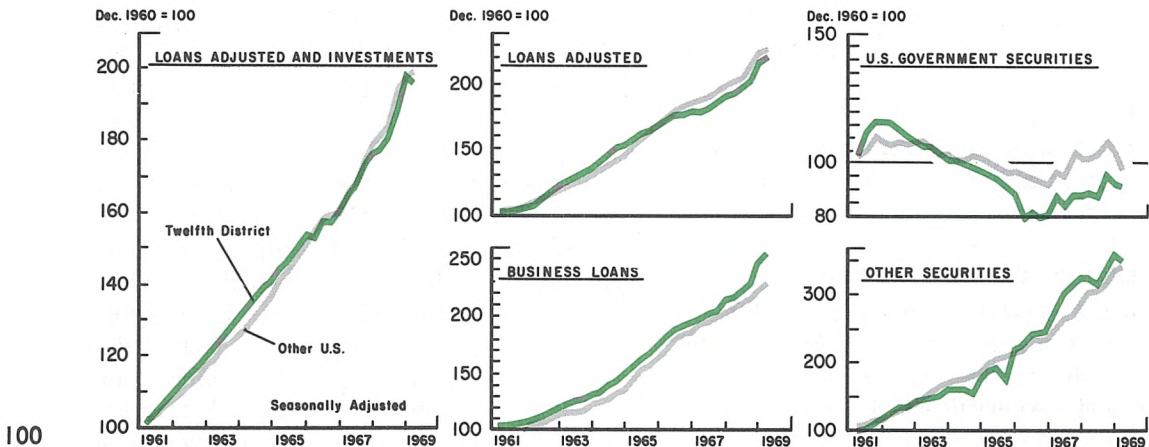 Dec. 1960 = 100
LOANS ADJUSTED AND INVESTMENTS
200
180
160
140
120
100
Twelfth District
Other U.S.
Seasonally Adjusted
1961 1963 1965 1967 1969
Dec. 1960 = 100
LOANS ADJUSTED
200
150
100
BUSINESS LOANS
250
200
150
100
1961 1963 1965 1967 1969
Dec. 1960 = 100
150
U.S. GOVERNMENT SECURITIES
100
80
OTHER SECURITIES
300
200
100
1961 1963 1965 1967 1969
100